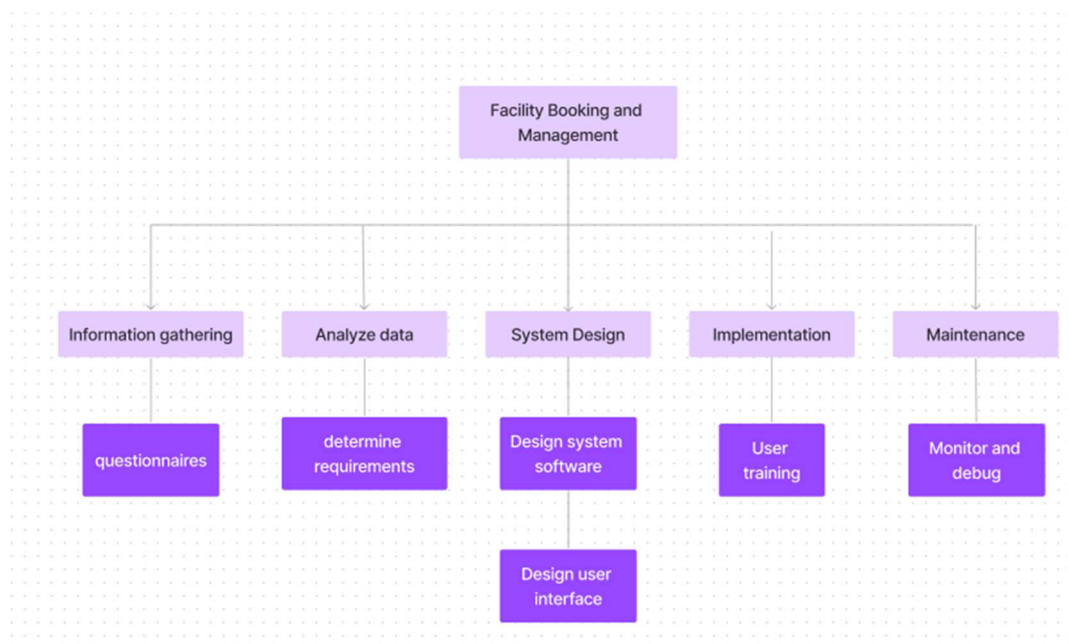 Facility Booking and
Management
Information gathering
Analyze data
System Design
Implementation
Maintenance
questionnaires
determine
requirements
Design system
software
User
training
Monitor and
debug
Design user
interface